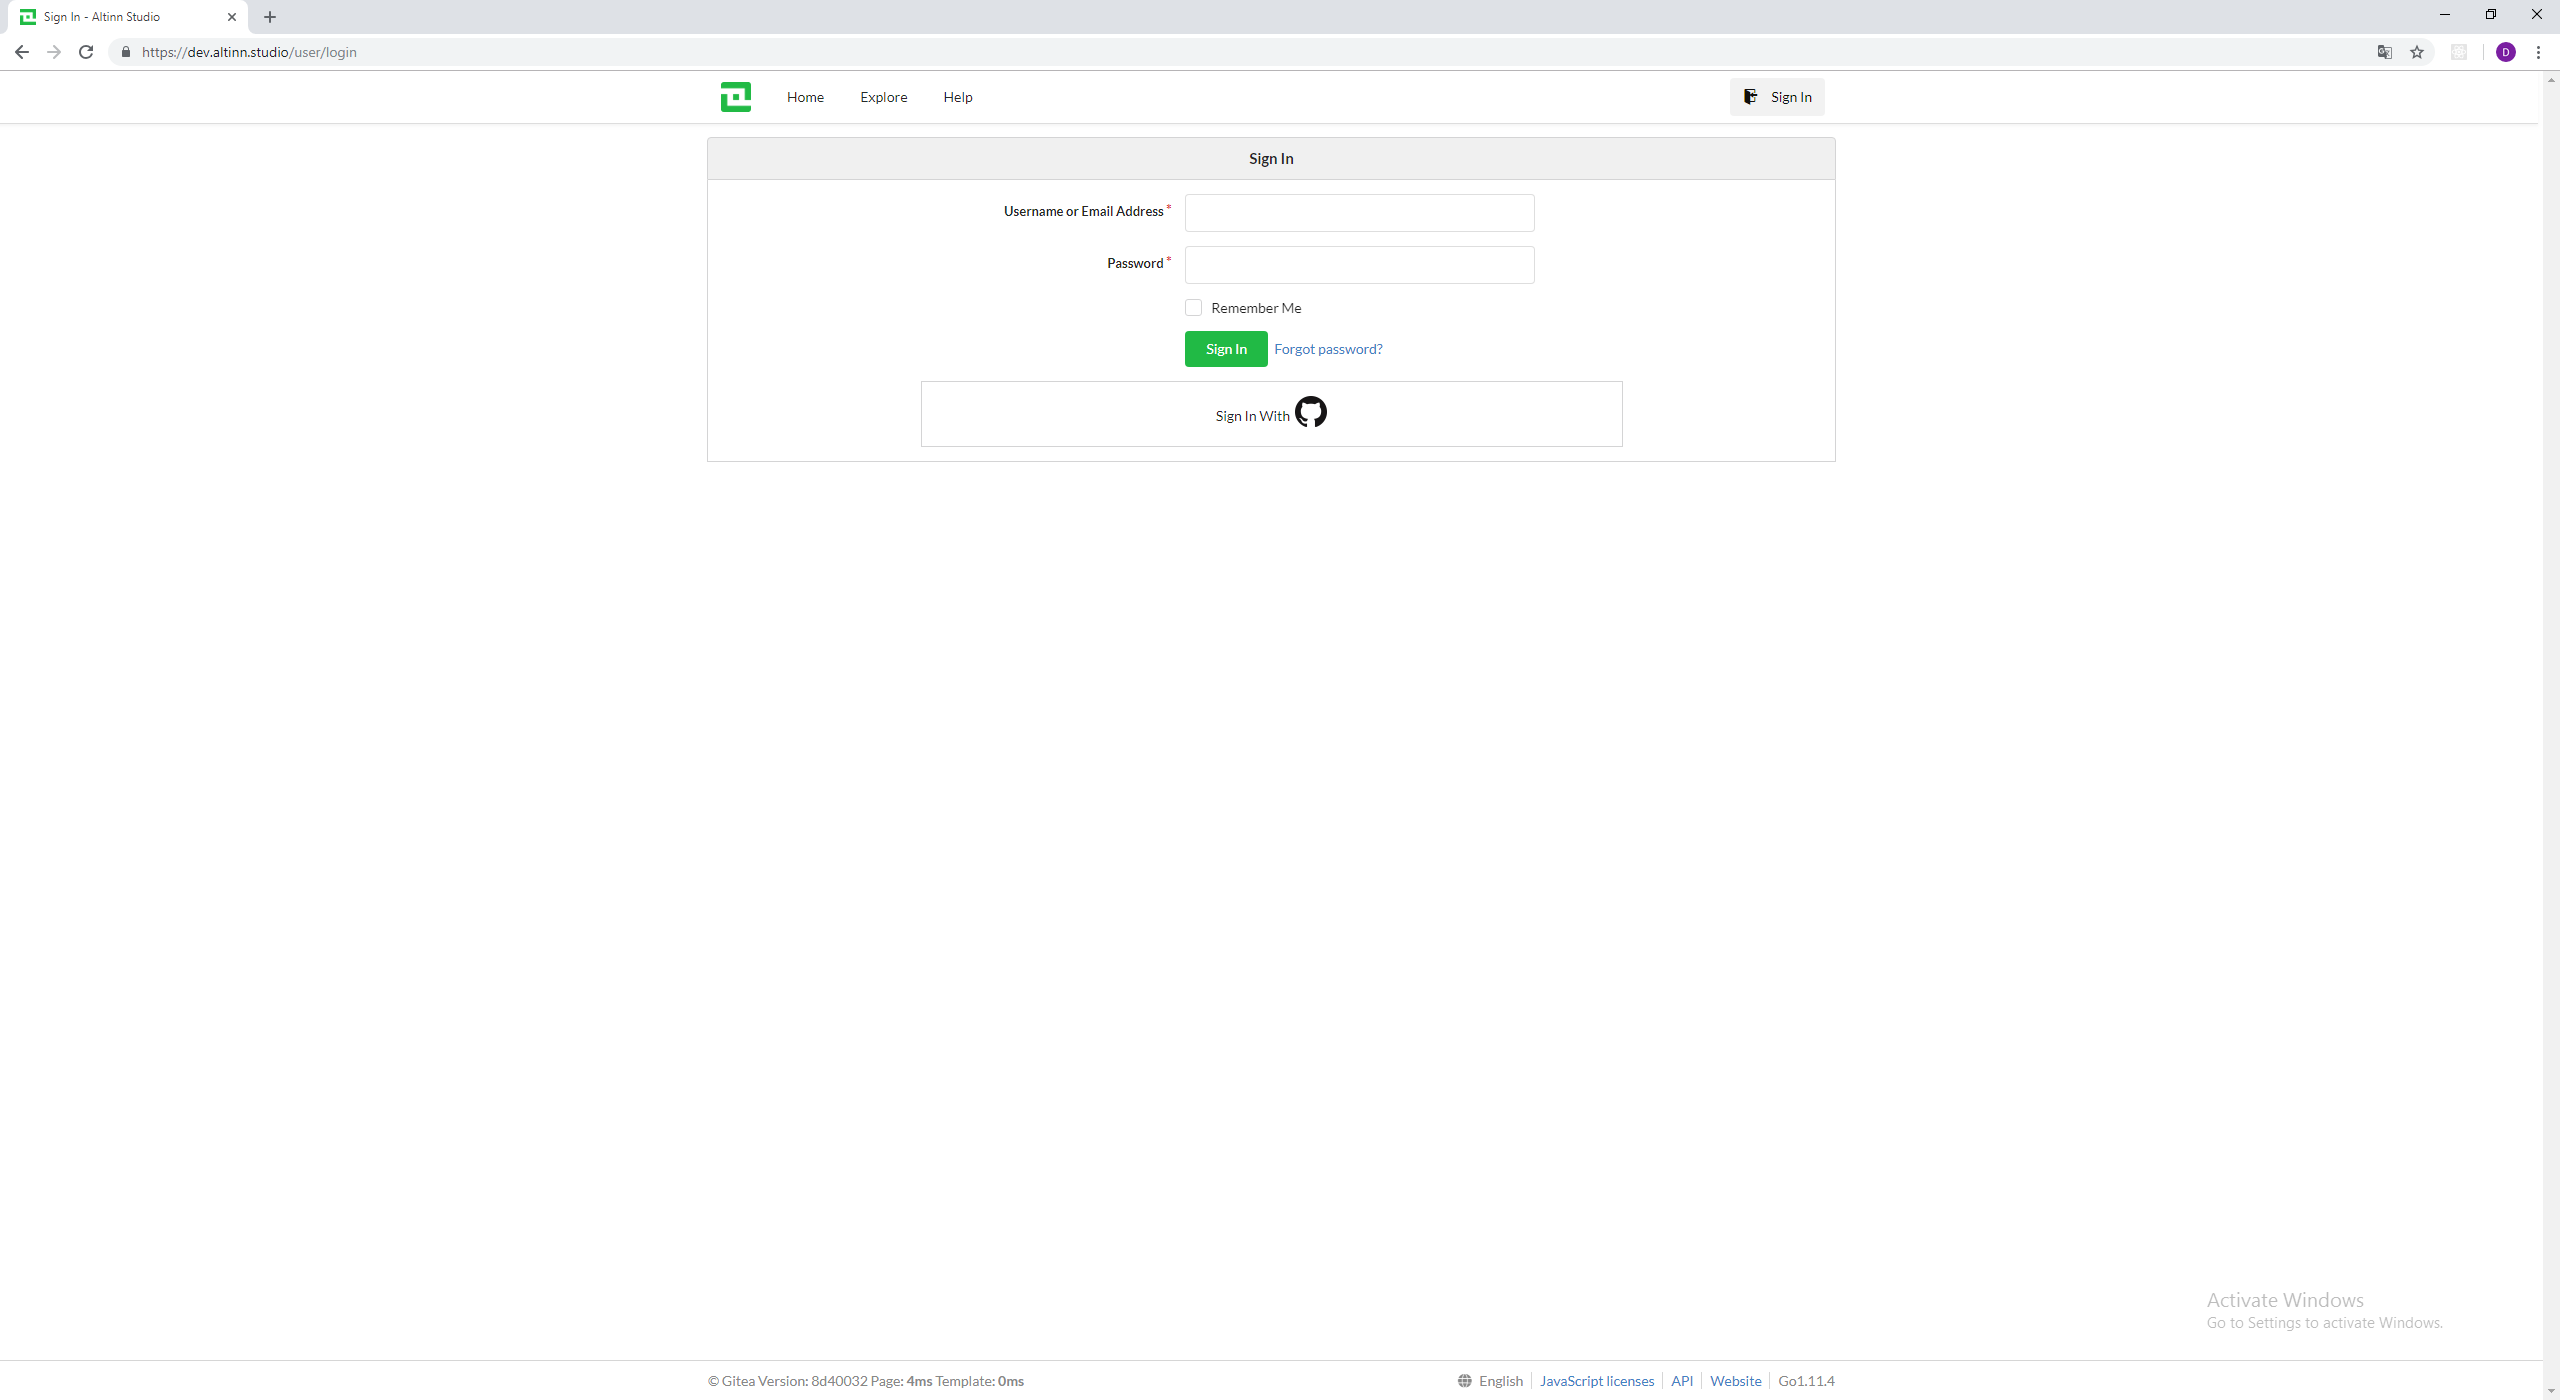 Sign In - Altinn Studio
https://dev.altinn.studio/user/login
D
Home Explore Help Sign In
Sign In
Username or Email Address *
Password *
Remember Me
Sign In Forgot password?
Sign In With
Activate Windows
Go to Settings to activate Windows.
© Gitea Version: 8d40032 Page: 4ms Template: 0ms English JavaScript licenses API Website Go1.11.4